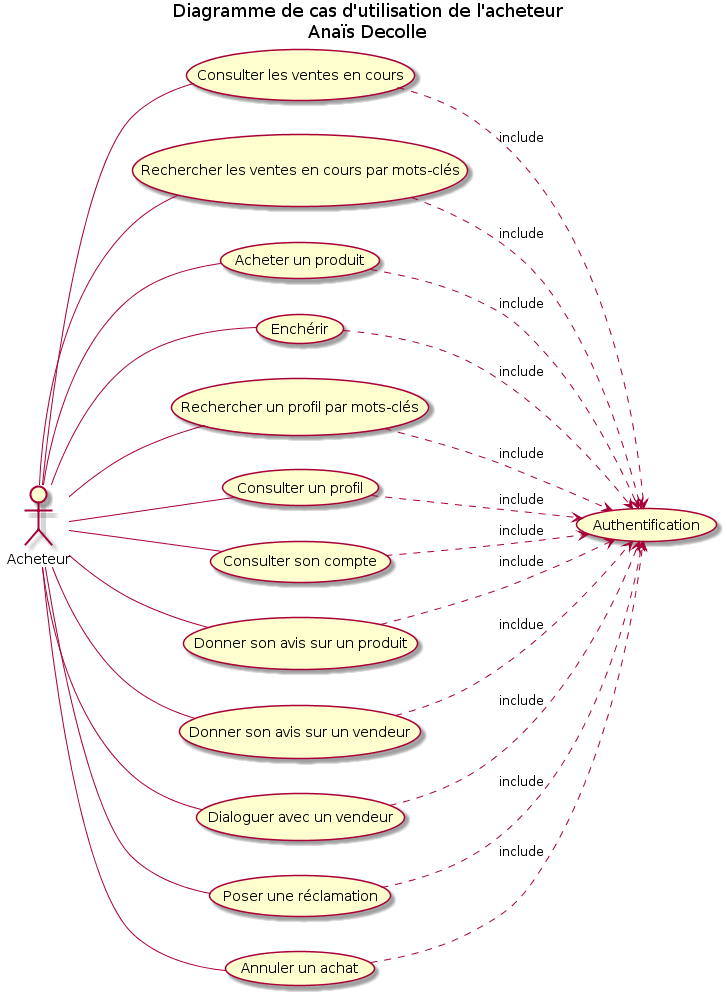 Diagramme de cas d'utilisation de l'acheteur
Anaïs Decolle
Consulter les ventes en cours
include
Rechercher les ventes en cours par mots-clés
include
Acheter un produit
include
Enchérir
include
Rechercher un profil par mots-clés
include
Consulter un profil
include
Authentification
Consulter son compte
include
Acheteur
include
Donner son avis sur un produit
incldue
Donner son avis sur un vendeur
include
Dialoguer avec un vendeur
include
Poser une réclamation
include
Annuler un achat